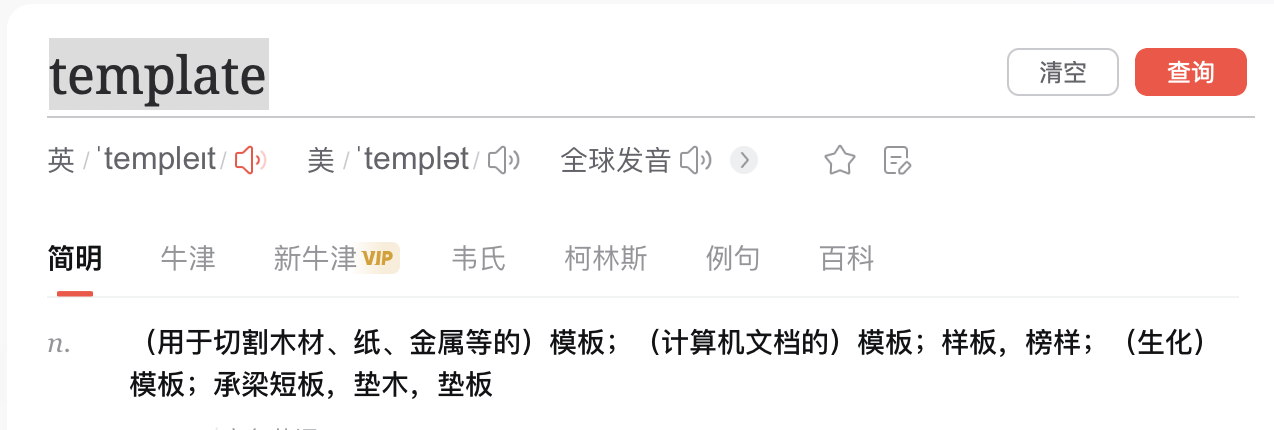 template
清空
查询
英 /ˈtempleɪt/ 美 /ˈtemplət/ 全球发音
简明 牛津 新牛津 VIP 韦氏 柯林斯 例句 百科
n. （用于切割木材、纸、金属等的）模板；（计算机文档的）模板；样板，榜样；（生化）
模板；承梁短板，垫木，垫板